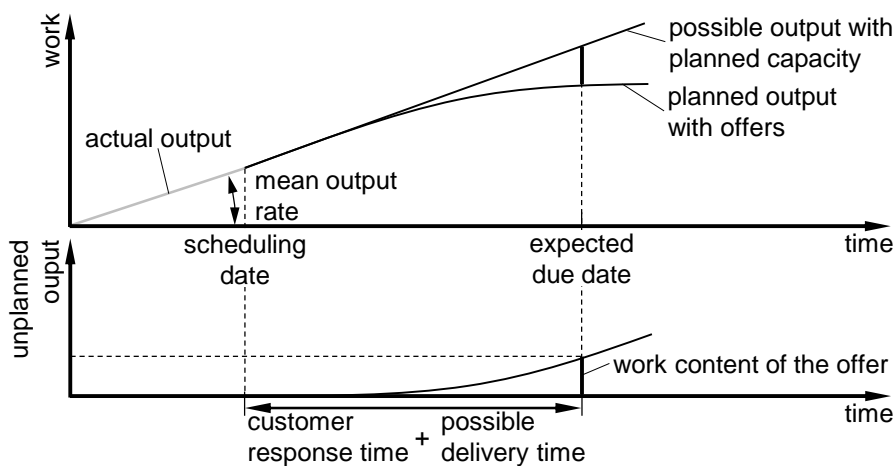 work
possible output with
planned capacity
planned output
with offers
actual output
mean output
rate
scheduling
date
expected
due date
time
unplanned
ouput
work content of the offer
time
customer
response time
+
possible
delivery time